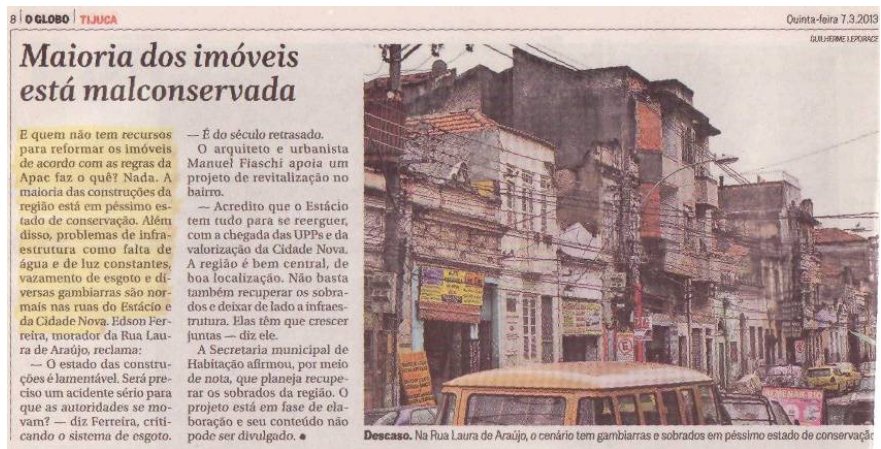 8 | O GLOBO | TIJUCA
Quinta-feira 7.3.2013
GUILHERME LEPORACE
Maioria dos imóveis
está malconservada
E quem não tem recursos
para reformar os imóveis
de acordo com as regras da
Apac faz o quê? Nada. A
maioria das construções da
região está em péssimo es-
tado de conservação. Além
disso, problemas de infra-
estrutura como falta de
água e de luz constantes,
vazamento de esgoto e di-
versas gambiarras são nor-
mais nas ruas do Estácio e
da Cidade Nova. Edson Fer-
reira, morador da Rua Lau-
ra de Araújo, reclama:
— O estado das constru-
ções é lamentável. Será pre-
ciso um acidente sério para
que as autoridades se mo-
vam? — diz Ferreira, criti-
cando o sistema de esgoto.
— É do século retrasado.
O arquiteto e urbanista
Manuel Fiaschi apoia um
projeto de revitalização no
bairro.
— Acredito que o Estácio
tem tudo para se reerguer,
com a chegada das UPPs e da
valorização da Cidade Nova.
A região é bem central, de
boa localização. Não basta
também recuperar os sobra-
dos e deixar de lado a infraes-
trutura. Elas têm que crescer
juntas — diz ele.
A Secretaria municipal de
Habitação afirmou, por meio
de nota, que planeja recupe-
rar os sobrados da região. O
projeto está em fase de ela-
boração e seu conteúdo não
pode ser divulgado. •
Descaso. Na Rua Laura de Araújo, o cenário tem gambiarras e sobrados em péssimo estado de conservação